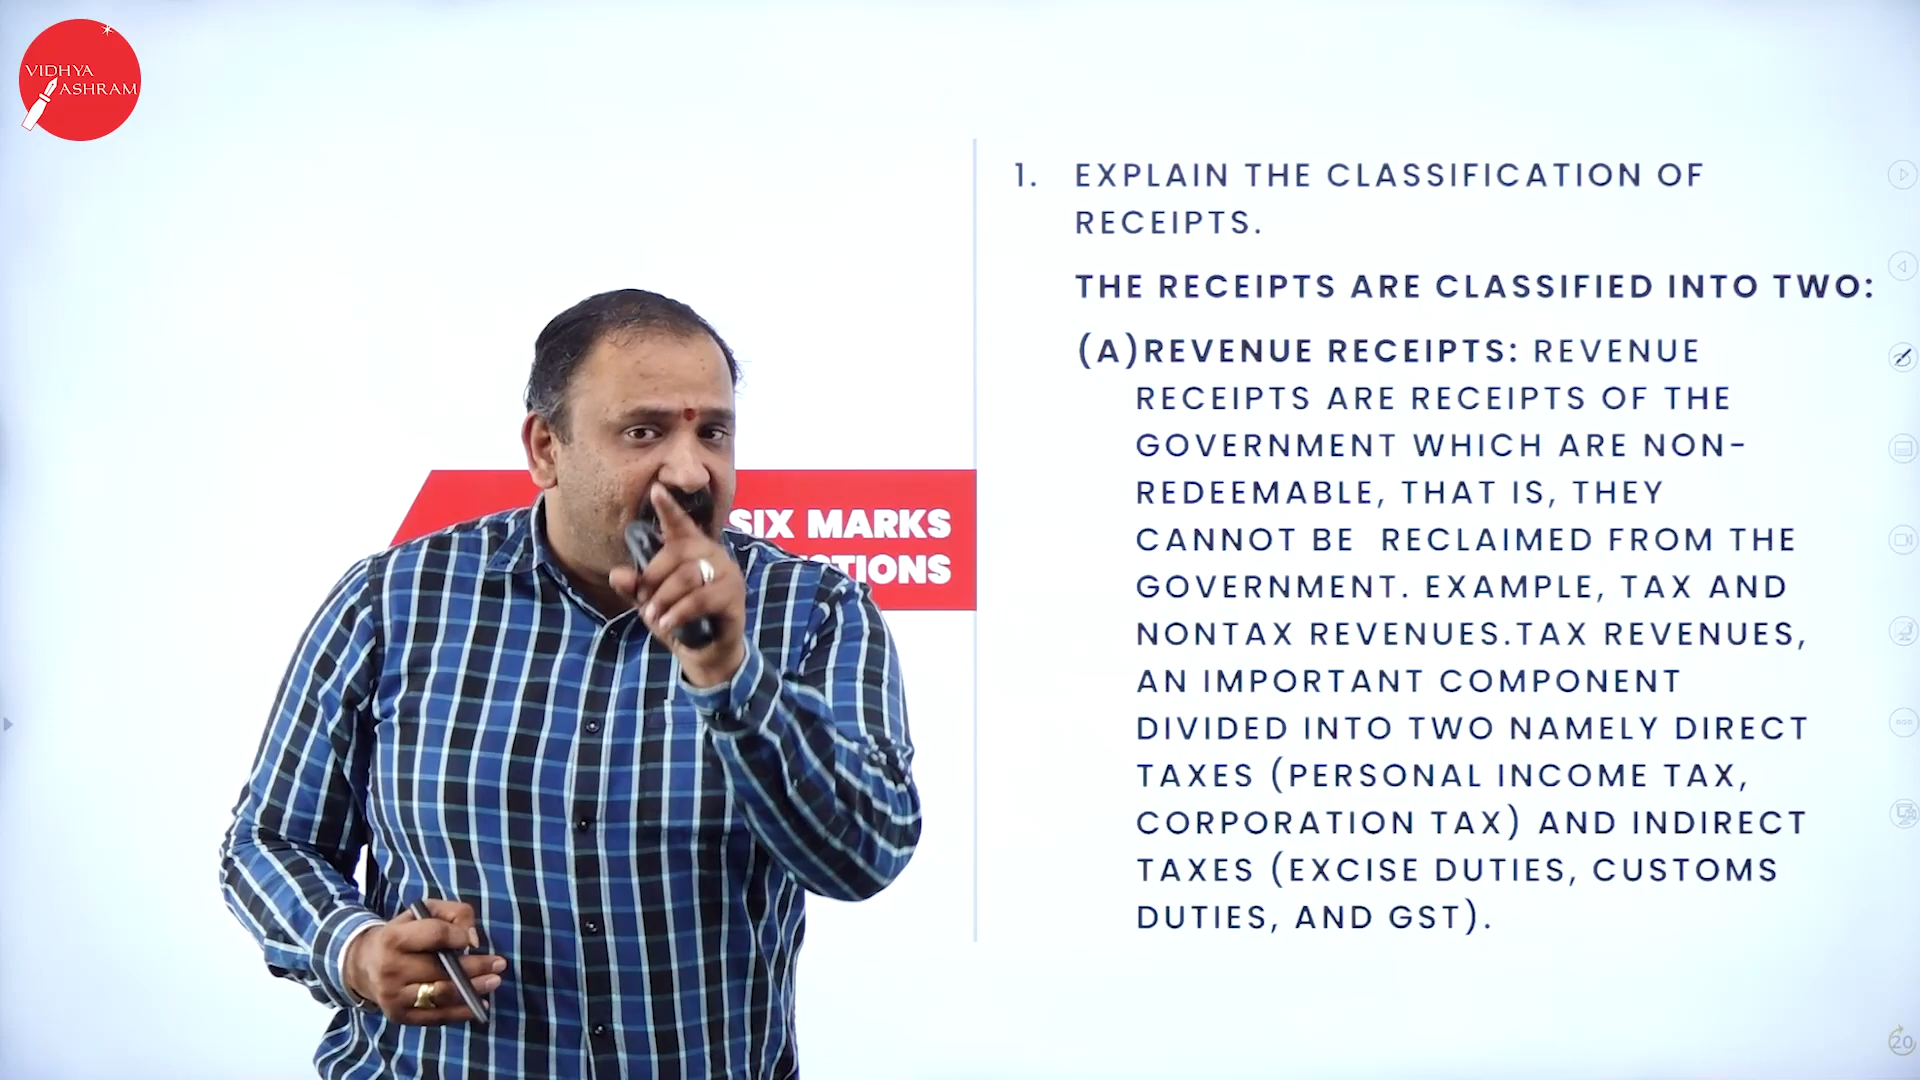 VIDHYA
ASHRAM
SIX MARKS
1. EXPLAIN THE CLASSIFICATION OF
RECEIPTS.
THE RECEIPTS ARE CLASSIFIED INTO TWO:
(A)REVENUE RECEIPTS: REVENUE
RECEIPTS ARE RECEIPTS OF THE
GOVERNMENT WHICH ARE NON-
REDEEMABLE, THAT IS, THEY
CANNOT BE RECLAIMED FROM THE
GOVERNMENT. EXAMPLE, TAX AND
NONTAX REVENUES.TAX REVENUES,
AN IMPORTANT COMPONENT
DIVIDED INTO TWO NAMELY DIRECT
TAXES (PERSONAL INCOME TAX,
CORPORATION TAX) AND INDIRECT
TAXES (EXCISE DUTIES, CUSTOMS
DUTIES, AND GST).
20